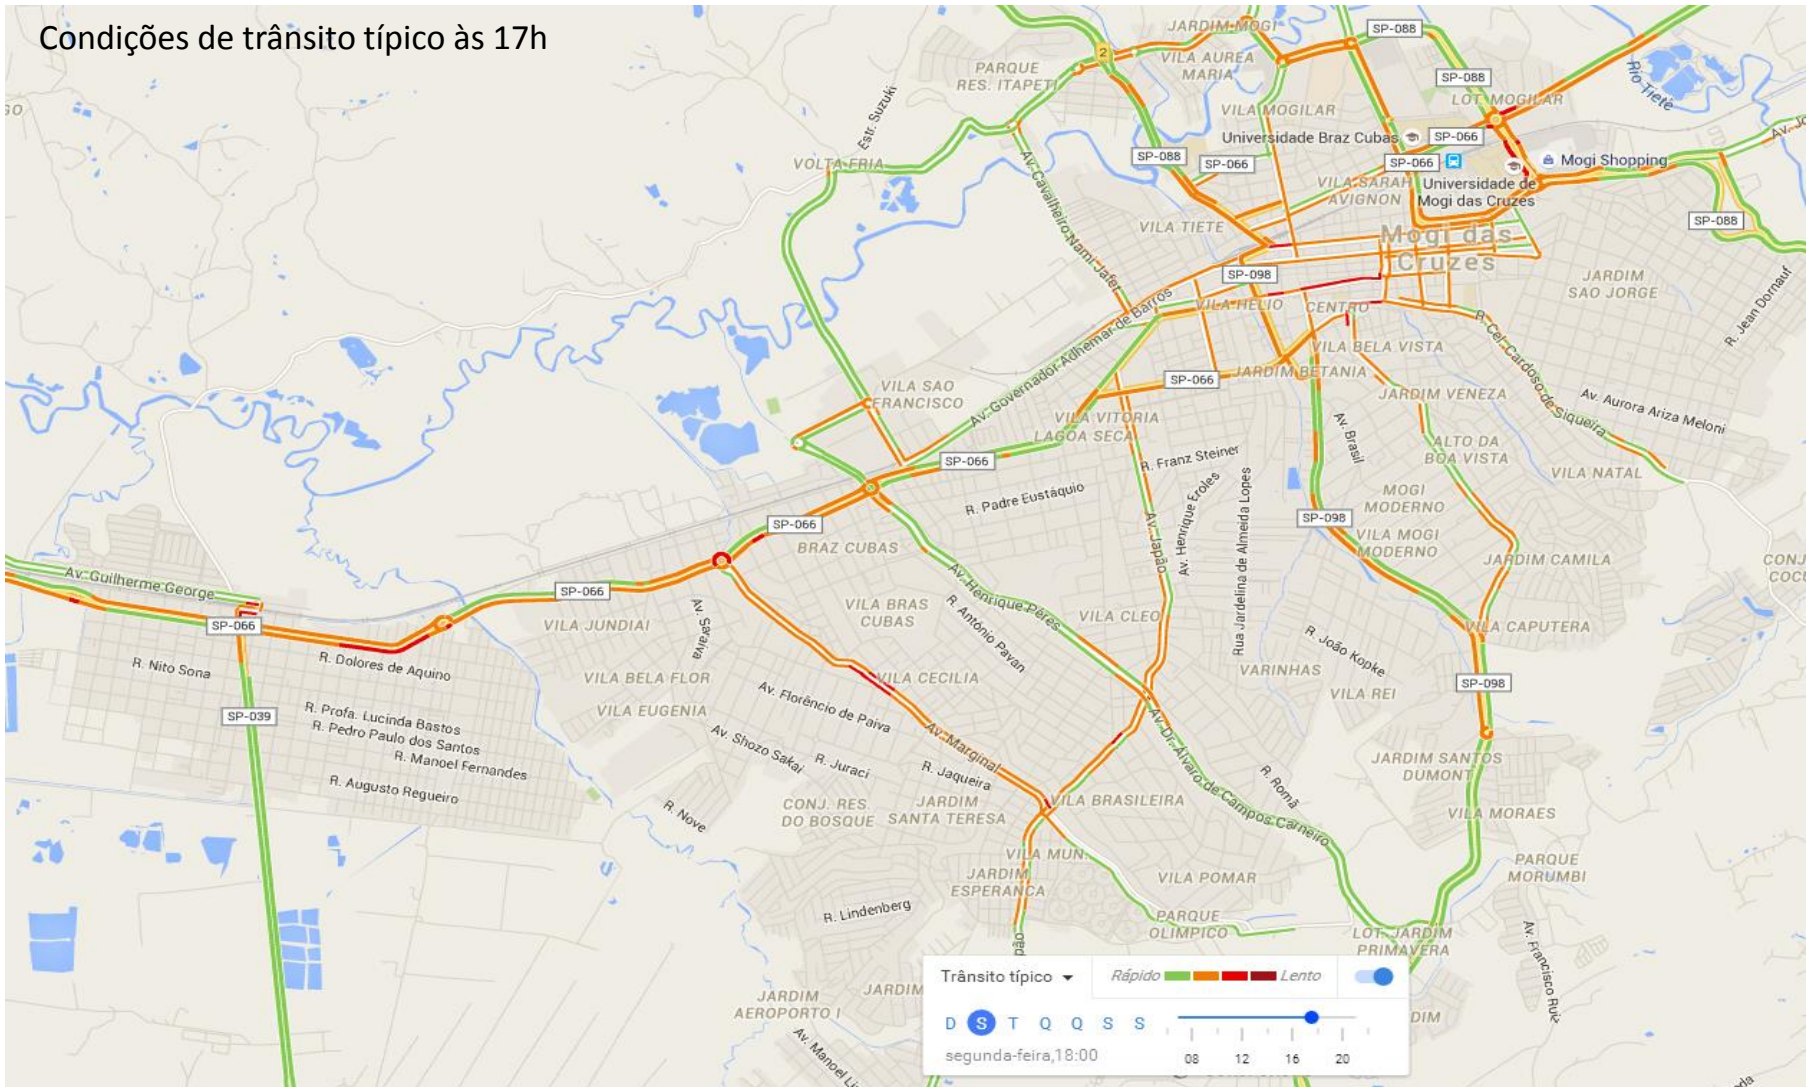 Condições de trânsito típico às 17h
JARDIM MOGI
SP-088
2
PARQUE
RES. ITAPETI
VILA AUREA
MARIA
SP-088
Rio Tietê
LOT. MOGILAR
VILA MOGILAR
Estr. Suzuki
Universidade Braz Cubas
SP-066
VOLTA FRIA
SP-088
SP-066
SP-066
Mogi Shopping
Av. Cavalheiro Nami Jafet
VILA SARAH
AVIGNON
Universidade de
Mogi das Cruzes
VILA TIETE
SP-088
Mogi das
Cruzes
SP-098
JARDIM
SAO JORGE
R. Jean Dornauf
VILA HELIO
CENTRO
Av. Governador Adhemar de Barros
R. Cel. Cardoso de Siqueira
VILA BELA VISTA
JARDIM BETANIA
SP-066
VILA SAO
FRANCISCO
JARDIM VENEZA
Av. Aurora Ariza Meloni
VILA VITORIA
LAGOA SECA
Av. Brasil
ALTO DA
BOA VISTA
SP-066
R. Franz Steiner
VILA NATAL
R. Padre Eustáquio
Av. Henrique Eroles
Rua Jardelina de Almeida Lopes
MOGI
MODERNO
SP-098
SP-066
BRAZ CUBAS
Av. Japão
VILA MOGI
MODERNO
JARDIM CAMILA
Av. Guilherme George
SP-066
Av. Henrique Peres
SP-066
Av. Saraiva
VILA BRAS
CUBAS
R. António Pavan
VILA CLEO
VILA JUNDIAI
VILA CAPUTERA
R. João Kopke
R. Nito Sona
R. Dolores de Aquino
VILA BELA FLOR
VILA CECILIA
VARINHAS
VILA REI
SP-098
Av. Florêncio de Paiva
VILA EUGENIA
SP-039
R. Profa. Lucinda Bastos
R. Pedro Paulo dos Santos
R. Manoel Fernandes
R. Augusto Regueiro
Av. Shozo Sakai
R. Juraci
Av. Marginal
R. Jaqueira
Av. Dr. Álvaro de Campos Carneiro
R. Romã
JARDIM SANTOS
DUMONT
R. Nove
CONJ. RES.
DO BOSQUE
JARDIM
SANTA TERESA
VILA BRASILEIRA
VILA MORAES
VILA MUN.
JARDIM
ESPERANCA
VILA POMAR
PARQUE
MORUMBI
R. Lindenberg
PARQUE
OLIMPICO
LOT. JARDIM
PRIMAVERA
Av. Francisco Ruiz
JARDIM
AEROPORTO I
JARDIM
Av. Manoel
DIM
Trânsito típico
Rápido
Lento
D S T Q Q S S
segunda-feira,18:00
08 12 16 20